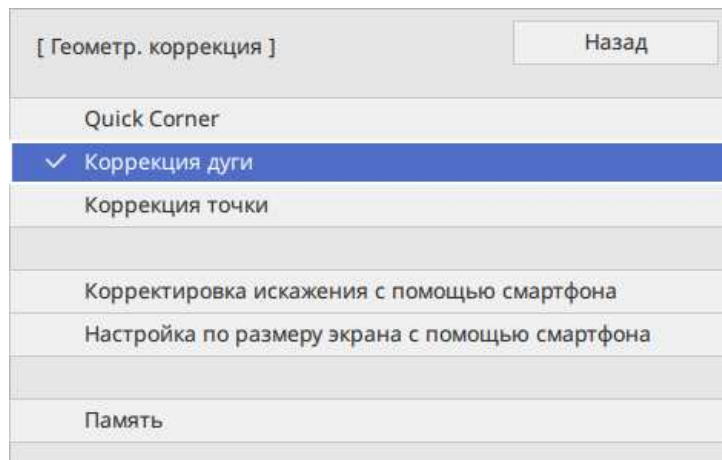 [ Геометр. коррекция ]
Назад
Quick Corner
Коррекция дуги
Коррекция точки
Корректировка искажения с помощью смартфона
Настройка по размеру экрана с помощью смартфона
Память